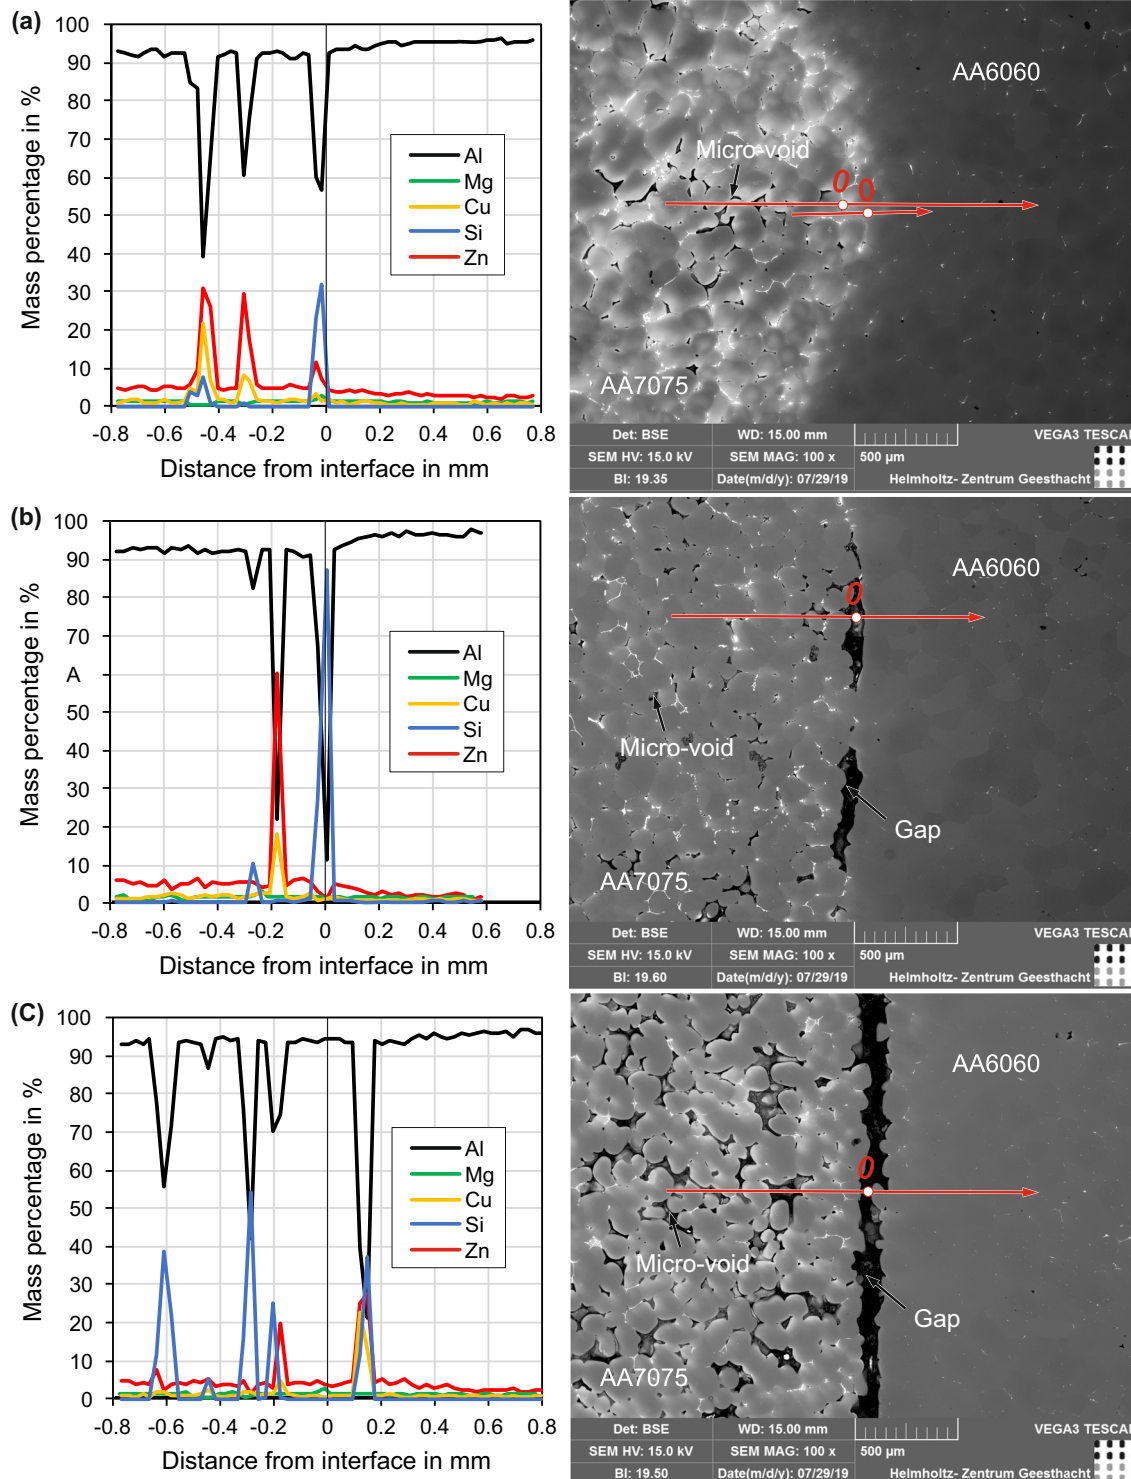 (a)
100
90
80
70
60
50
40
30
20
10
0
Mass percentage in %
Al
Mg
Cu
Si
Zn
-0.8 -0.6 -0.4 -0.2 0 0.2 0.4 0.6 0.8
Distance from interface in mm
AA6060
Micro-void
0 0
AA7075
Det: BSE WD: 15.00 mm VEGA3 TESCAI
SEM HV: 15.0 kV SEM MAG: 100 x 500 µm
BI: 19.35 Date(m/d/y): 07/29/19 Helmholtz- Zentrum Geesthacht
(b)
100
90
80
70
A
50
40
30
20
10
0
Mass percentage in %
Al
Mg
Cu
Si
Zn
-0.8 -0.6 -0.4 -0.2 0 0.2 0.4 0.6 0.8
Distance from interface in mm
AA6060
0
Micro-void
Gap
AA7075
Det: BSE WD: 15.00 mm VEGA3 TESCAI
SEM HV: 15.0 kV SEM MAG: 100 x 500 µm
BI: 19.60 Date(m/d/y): 07/29/19 Helmholtz- Zentrum Geesthacht
(C)
100
90
80
70
60
50
40
30
20
10
0
Mass percentage in %
Al
Mg
Cu
Si
Zn
-0.8 -0.6 -0.4 -0.2 0 0.2 0.4 0.6 0.8
Distance from interface in mm
AA6060
0
Micro-void
Gap
AA7075
Det: BSE WD: 15.00 mm VEGA3 TESCAI
SEM HV: 15.0 kV SEM MAG: 100 x 500 µm
BI: 19.50 Date(m/d/y): 07/29/19 Helmholtz- Zentrum Geesthacht